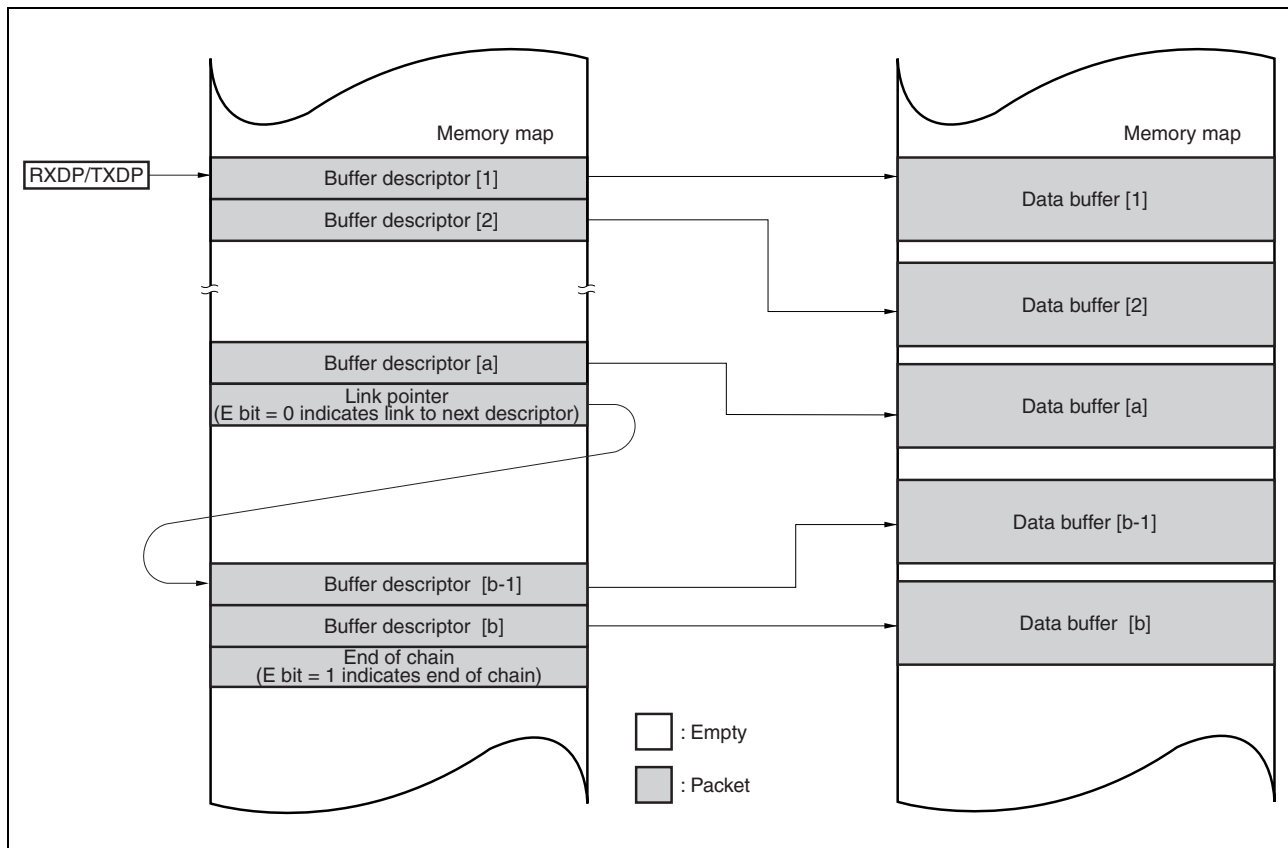 Memory map
Memory map
RXDP/TXDP
Buffer descriptor [1]
Data buffer [1]
Buffer descriptor [2]
Data buffer [2]
Buffer descriptor [a]
Link pointer
(E bit = 0 indicates link to next descriptor)
Data buffer [a]
Data buffer [b-1]
Buffer descriptor [b-1]
Buffer descriptor [b]
Data buffer [b]
End of chain
(E bit = 1 indicates end of chain)
: Empty
: Packet